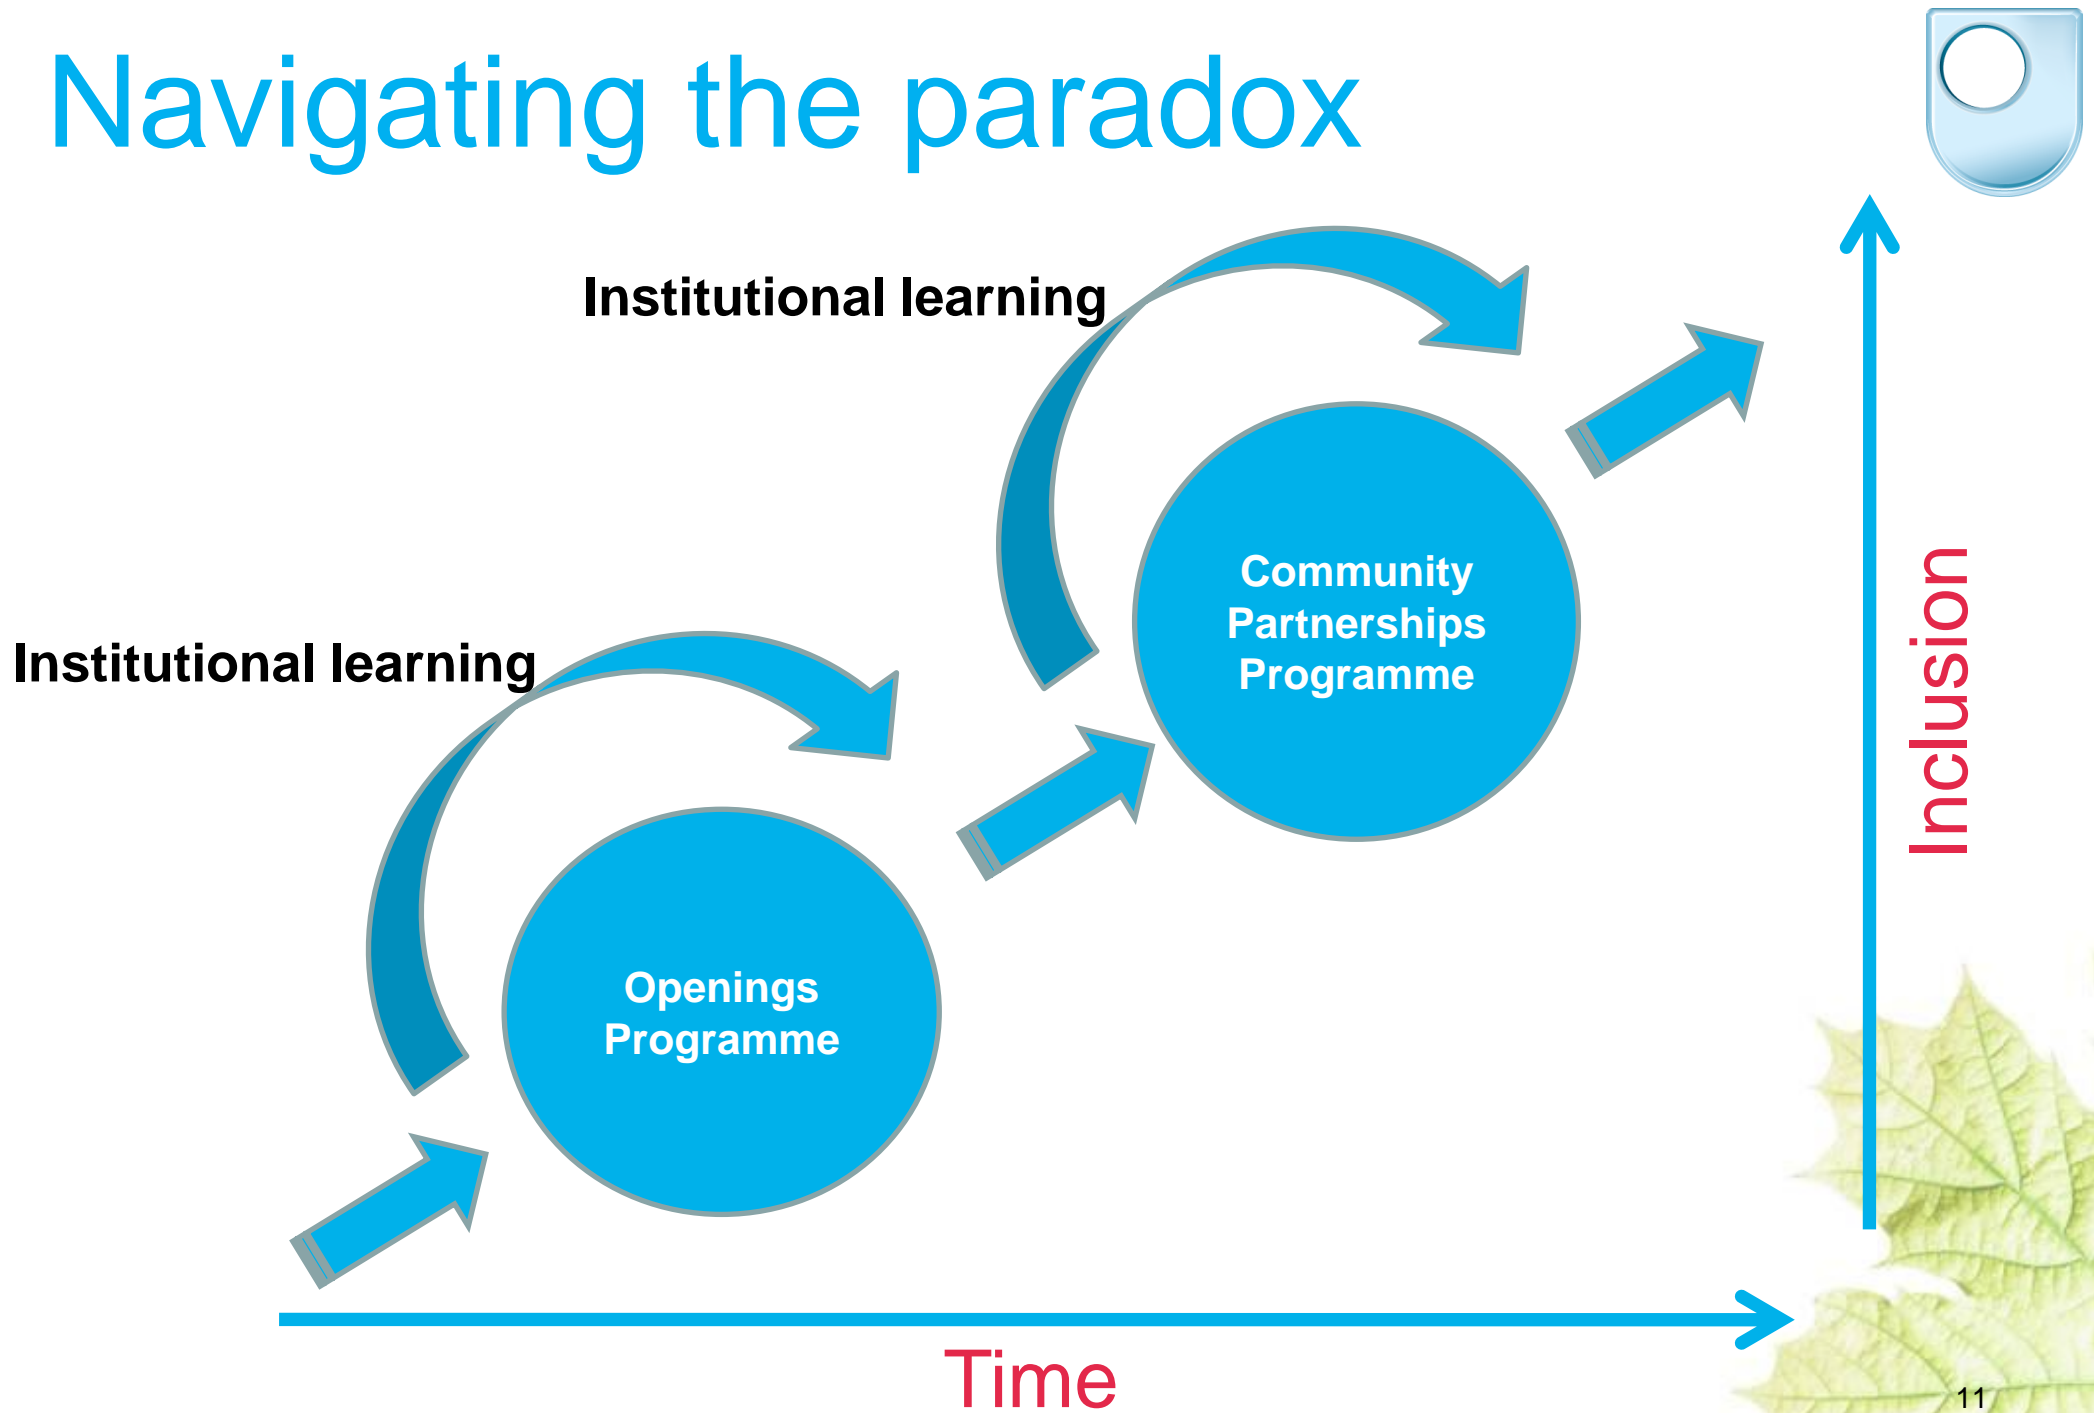 Navigating the paradox
Institutional learning
Community
Partnerships
Programme
Institutional learning
Openings
Programme
Inclusion
Time
11